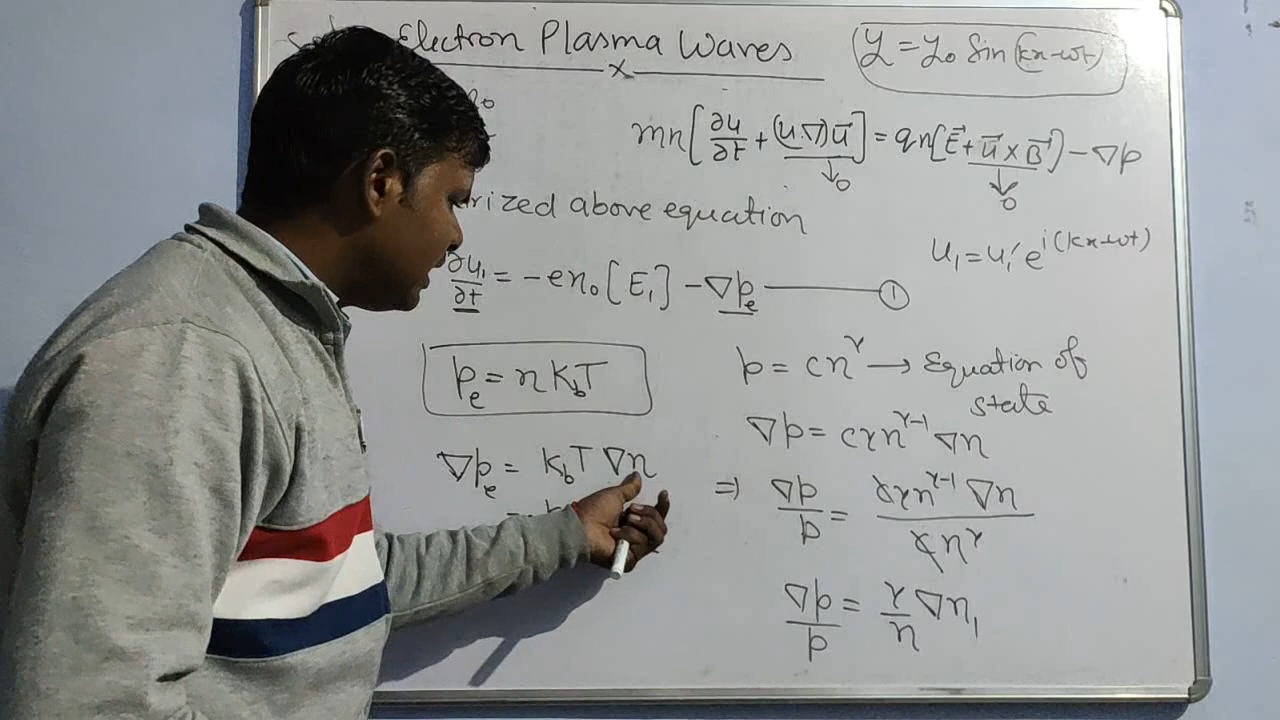 Electron Plasma Waves
y = y₀ Sin(kx-ωt)
mn[∂u/∂t + (u.∇)u⃗] = qn[E⃗ + u⃗ × B⃗) - ∇p
↓0
↓0
rized above equation
u₁ = u₁′ e^i(kx-ωt)
∂u₁/∂t = -en₀[E₁] - ∇pₑ ——— ①
pₑ = n K_bT
p = cn^γ → Equation of
state
∇p = cγn^γ-1 ∇n
∇pₑ = K_bT ∇n
⇒ ∇p/p = cγn^γ-1 ∇n / cn^γ
=
∇p/p = γ/n ∇n₁